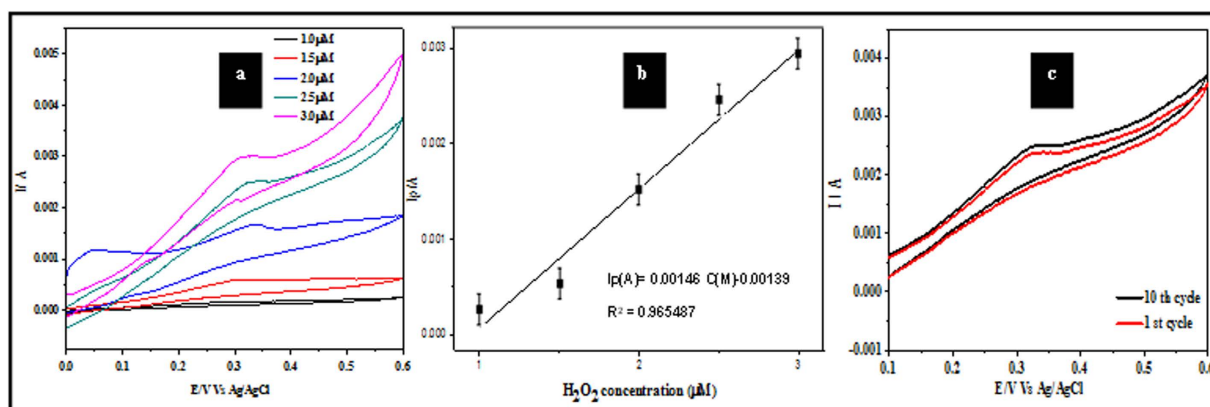 a
1.0μM
1.5μM
2.0μM
2.5μM
3.0μM
0.005
0.004
0.003
0.002
0.001
0.000
I/ A
0.0 0.1 0.2 0.3 0.4 0.5 0.6
E/V Vs Ag/AgCl
b
0.003
0.002
0.001
0.000
Ip/A
Ip(A)= 0.00146 C(M)-0.00139
R² = 0.965487
1 2 3
H₂O₂ concentration (μM)
c
0.004
0.003
0.002
0.001
0.000
-0.001
I / A
10 th cycle
1 st cycle
0.1 0.2 0.3 0.4 0.5 0.6
E/V Vs Ag/AgCl